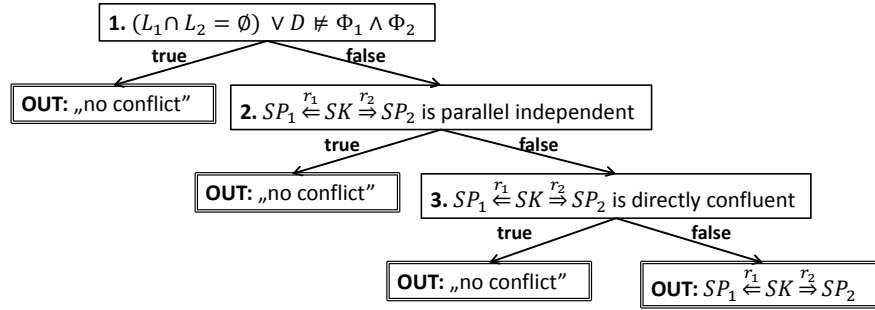 1. (L₁∩ L₂ = ∅) ∨ D ⊭ Φ₁ ∧ Φ₂
true false
OUT: „no conflict”
2. SP₁ ⇐r₁ SK ⇒r₂ SP₂ is parallel independent
true false
OUT: „no conflict”
3. SP₁ ⇐r₁ SK ⇒r₂ SP₂ is directly confluent
true false
OUT: „no conflict” OUT: SP₁ ⇐r₁ SK ⇒r₂ SP₂